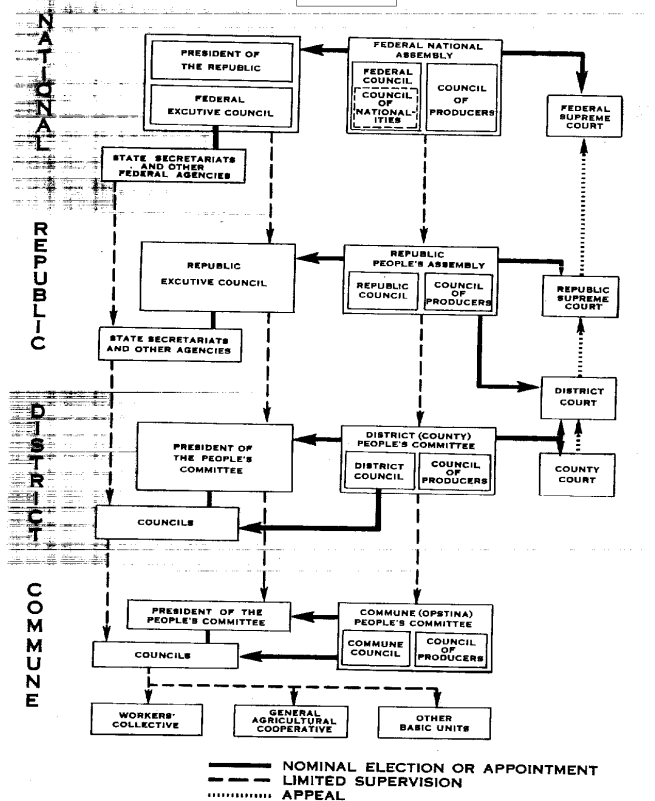 NATIONAL
PRESIDENT OF
THE REPUBLIC
FEDERAL
EXCUTIVE COUNCIL
STATE SECRETARIATS
AND OTHER
FEDERAL AGENCIES
FEDERAL NATIONAL
ASSEMBLY
FEDERAL
COUNCIL
COUNCIL
OF
NATIONAL-
ITIES
COUNCIL
OF
PRODUCERS
FEDERAL
SUPREME
COURT
REPUBLIC
REPUBLIC
EXCUTIVE COUNCIL
STATE SECRETARIATS
AND OTHER AGENCIES
REPUBLIC
PEOPLE'S ASSEMBLY
REPUBLIC
COUNCIL
COUNCIL
OF
PRODUCERS
REPUBLIC
SUPREME
COURT
DISTRICT
COURT
DISTRICT
PRESIDENT OF
THE PEOPLE'S
COMMITTEE
COUNCILS
DISTRICT (COUNTY)
PEOPLE'S COMMITTEE
DISTRICT
COUNCIL
COUNCIL
OF
PRODUCERS
COUNTY
COURT
COMMUNE
PRESIDENT OF THE
PEOPLE'S COMMITTEE
COUNCILS
COMMUNE (OPSTINA)
PEOPLE'S COMMITTEE
COMMUNE
COUNCIL
COUNCIL
OF
PRODUCERS
WORKERS'
COLLECTIVE
GENERAL
AGRICULTURAL
COOPERATIVE
OTHER
BASIC UNITS
NOMINAL ELECTION OR APPOINTMENT
LIMITED SUPERVISION
APPEAL